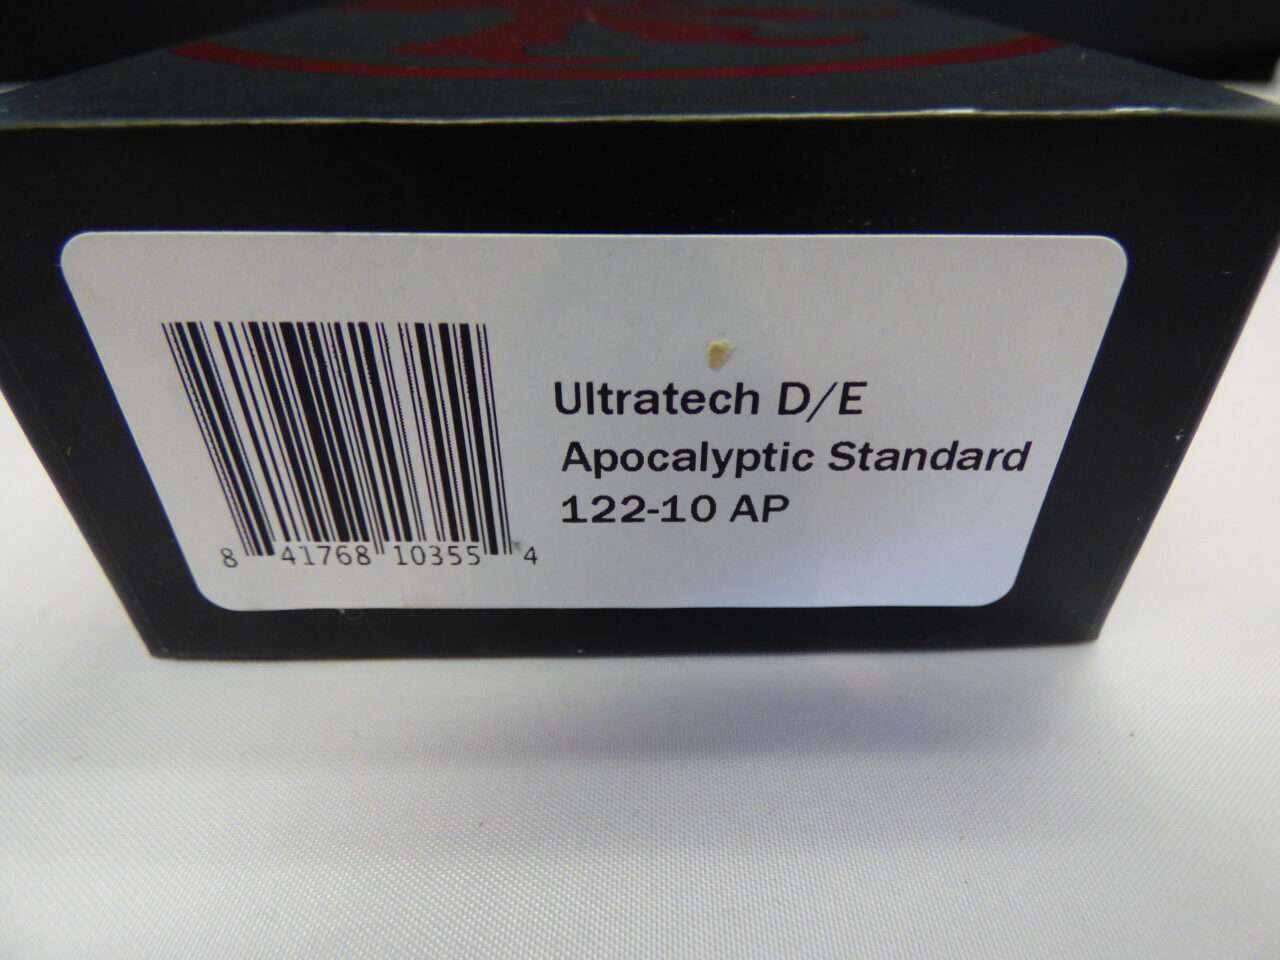 Ultratech D/E
Apocalyptic Standard
122-10 AP
8 41768 10355 4